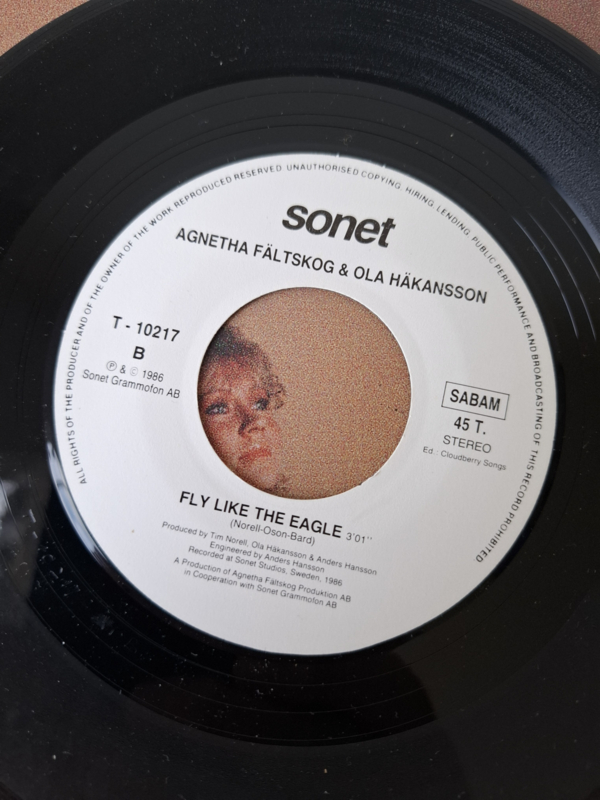 ALL RIGHTS OF THE PRODUCER AND OF THE OWNER OF THE WORK REPRODUCED RESERVED. UNAUTHORISED COPYING, HIRING, LENDING, PUBLIC PERFORMANCE AND BROADCASTING OF THIS RECORD PROHIBITED
sonet
AGNETHA FÄLTSKOG & OLA HÄKANSSON
T - 10217
B
℗ & © 1986
Sonet Grammofon AB
SABAM
45 T.
STEREO
Ed.: Cloudberry Songs
FLY LIKE THE EAGLE 3'01''
(Norell-Oson-Bard)
Produced by Tim Norell, Ola Håkansson & Anders Hansson
Engineered by Anders Hansson
Recorded at Sonet Studios, Sweden, 1986
A Production of Agnetha Fältskog Produktion AB
in Cooperation with Sonet Grammofon AB